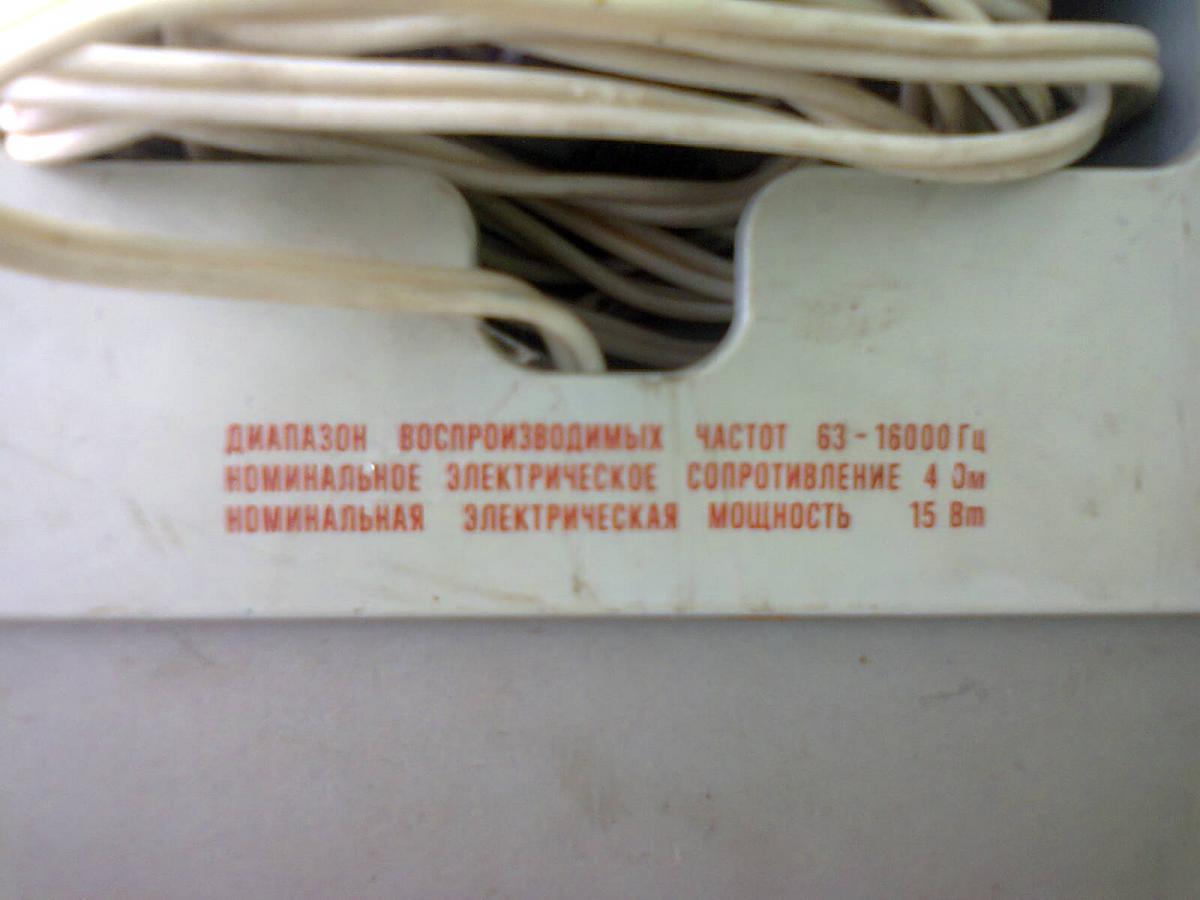 ДИАПАЗОН ВОСПРОИЗВОДИМЫХ ЧАСТОТ 63-16000 Гц
НОМИНАЛЬНОЕ ЭЛЕКТРИЧЕСКОЕ СОПРОТИВЛЕНИЕ 4 Ом
НОМИНАЛЬНАЯ ЭЛЕКТРИЧЕСКАЯ МОЩНОСТЬ 15 Вт